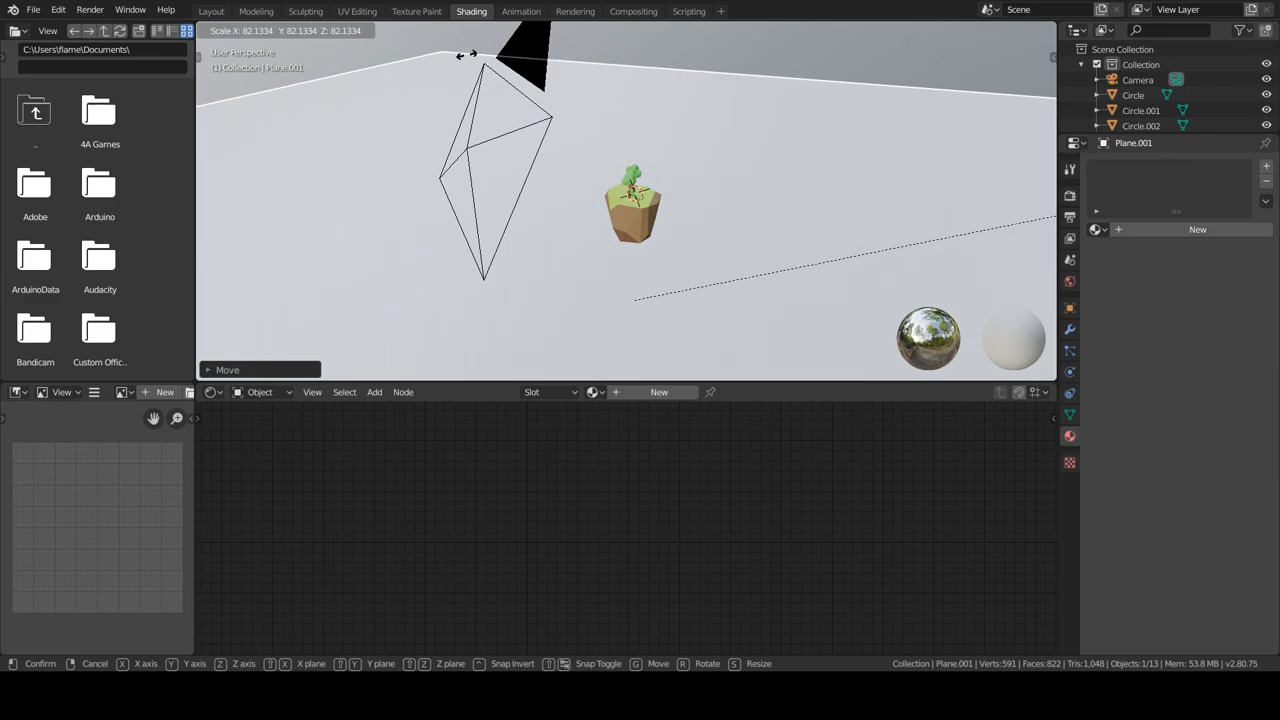 File Edit Render Window Help Layout Modeling Sculpting UV Editing Texture Paint Shading Animation Rendering Compositing Scripting + Scene View Layer
View
C:\Users\flame\Documents\
Scale X: 82.1334 Y: 82.1334 Z: 82.1334
User Perspective
(1) Collection | Plane.001
Scene Collection
Collection
Camera
Circle
Circle.001
Circle.002
Plane.001
New
.. 4A Games
Adobe Arduino
ArduinoData Audacity
Bandicam Custom Offic..
Move
View New
Object View Select Add Node Slot New
Confirm Cancel X X axis Y Y axis Z Z axis X X plane Y Y plane Z Z plane Snap Invert Snap Toggle G Move R Rotate S Resize Collection | Plane.001 | Verts:591 | Faces:822 | Tris:1,048 | Objects:1/13 | Mem: 53.8 MB | v2.80.75